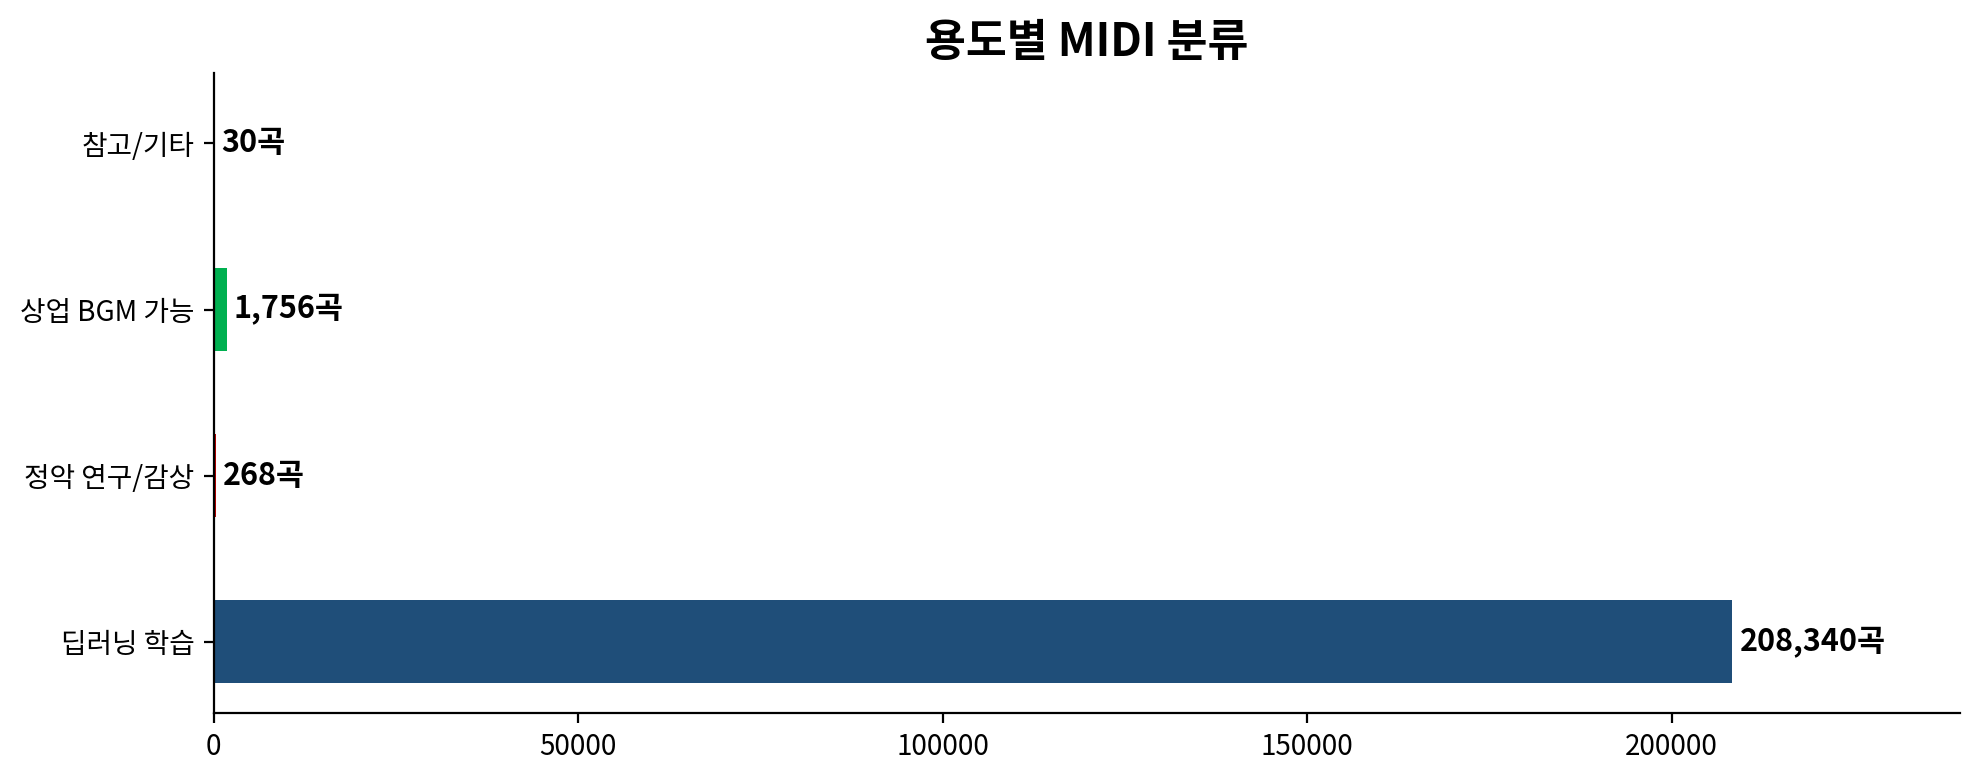 용도별 MIDI 분류
참고/기타
30곡
상업 BGM 가능
1,756곡
정악 연구/감상
268곡
딥러닝 학습
208,340곡
0 50000 100000 150000 200000